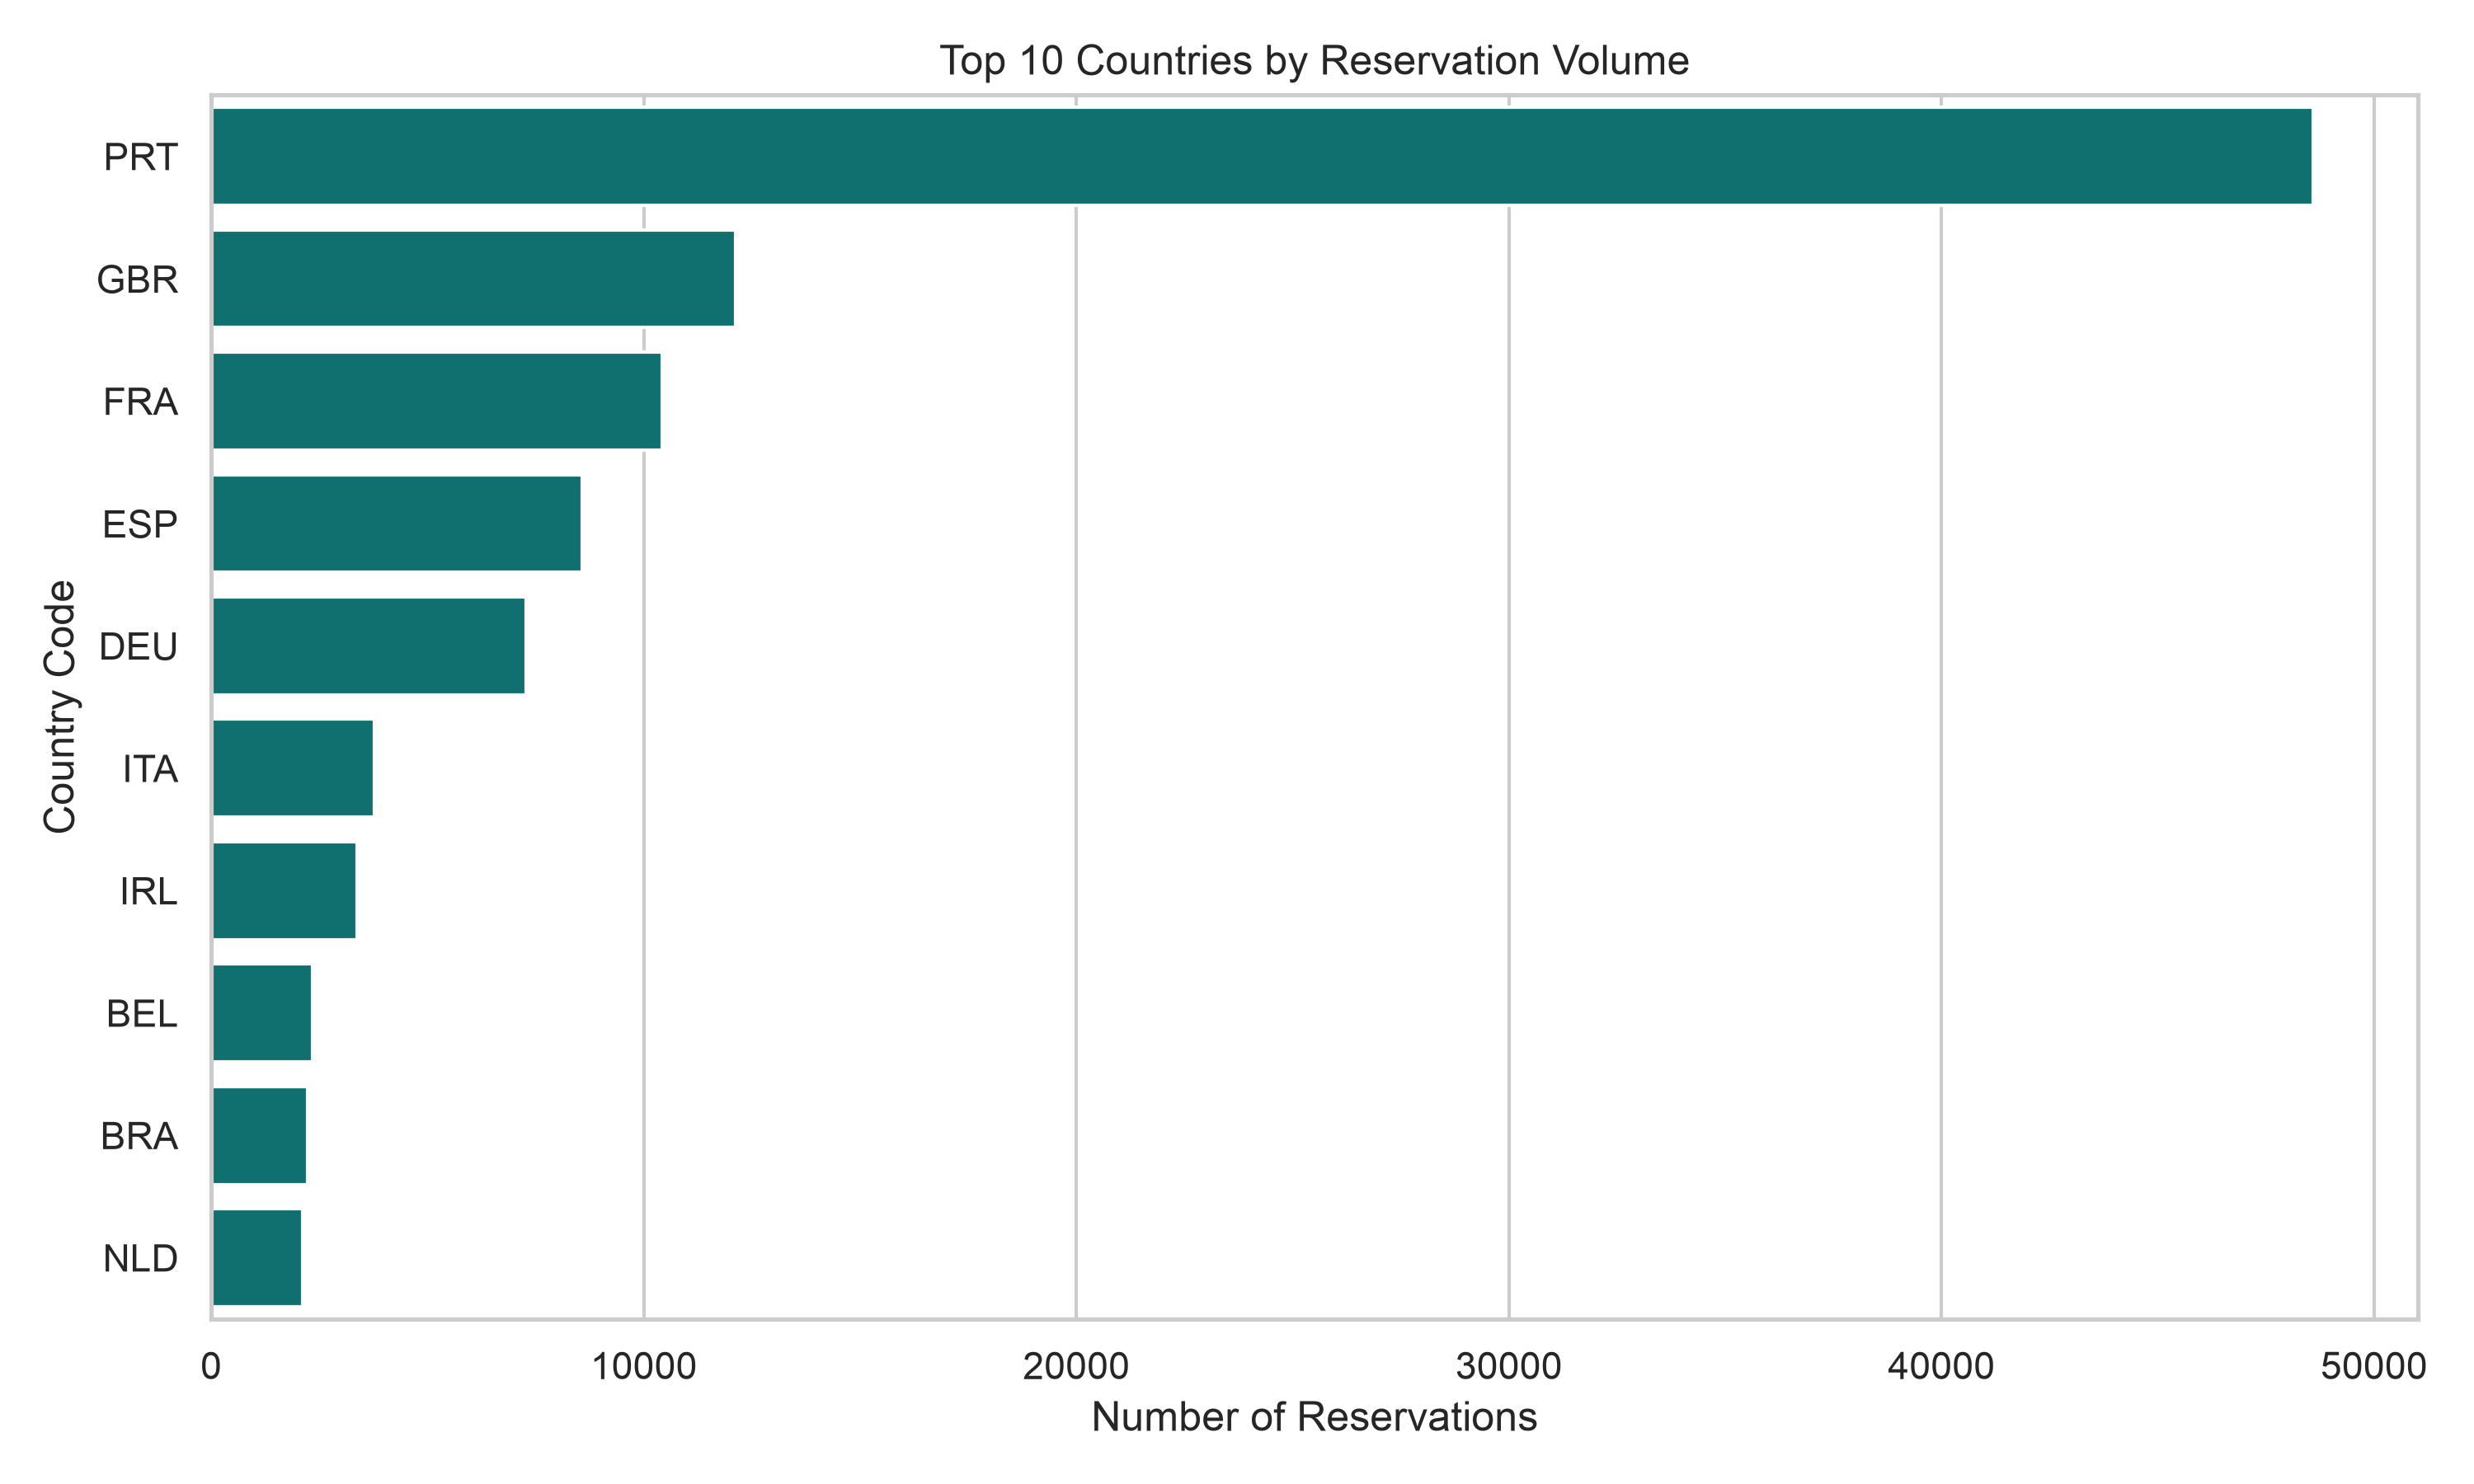 Top 10 Countries by Reservation Volume
PRT
GBR
FRA
ESP
DEU
ITA
IRL
BEL
BRA
NLD
Country Code
0 10000 20000 30000 40000 50000
Number of Reservations